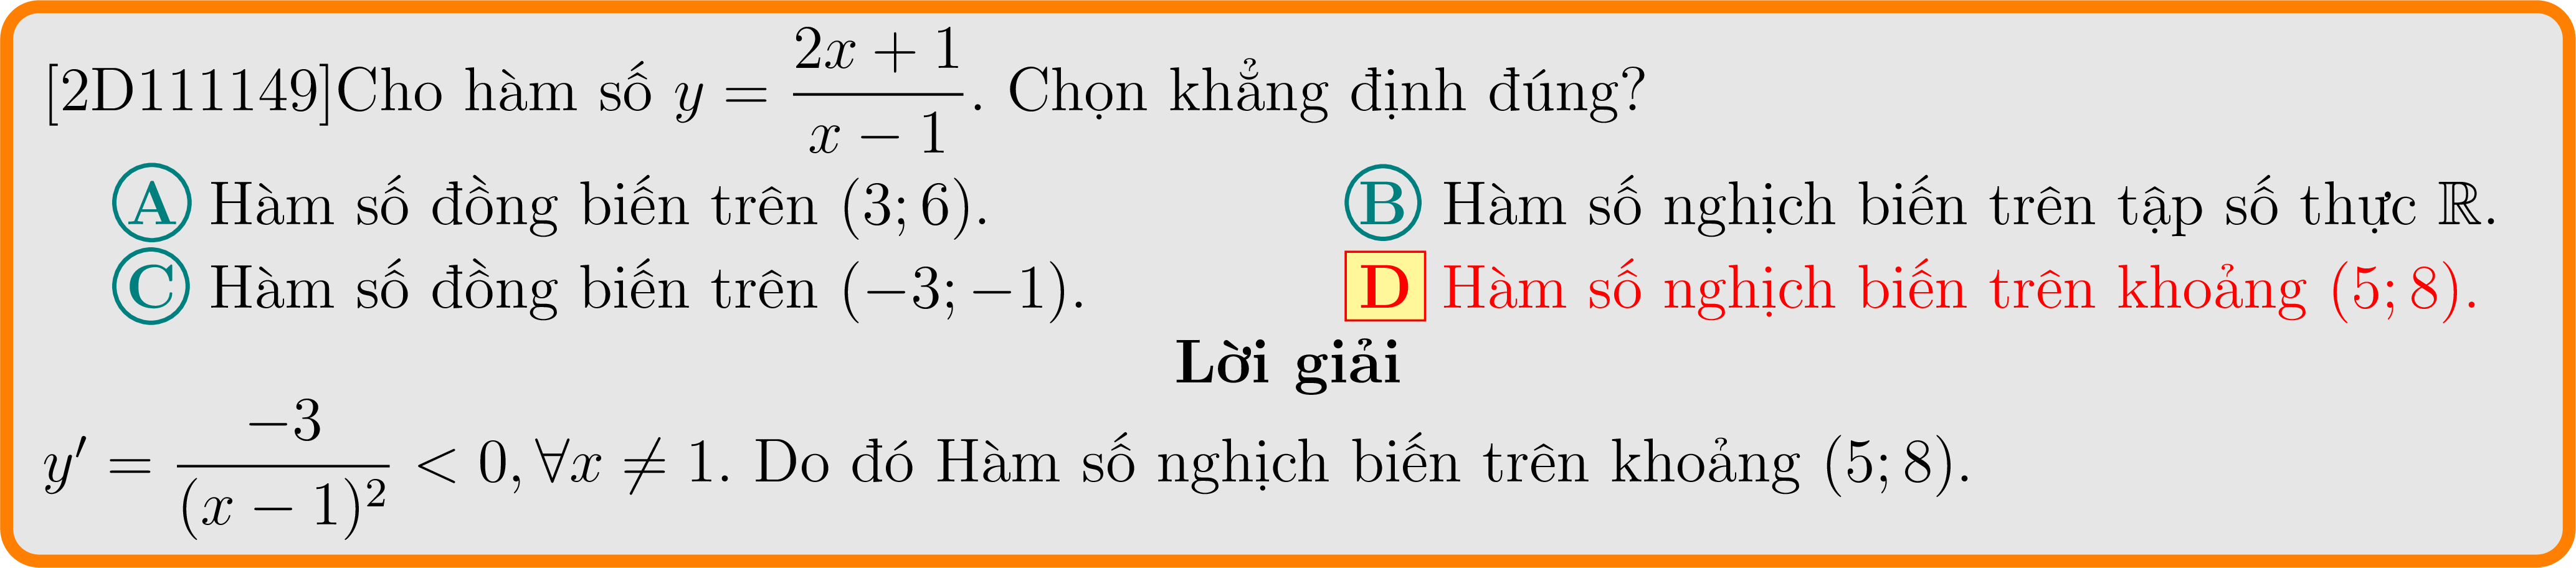 [2D111149]Cho hàm số $y = \dfrac{2x+1}{x-1}$. Chọn khẳng định đúng?
A Hàm số đồng biến trên $(3; 6)$. B Hàm số nghịch biến trên tập số thực $\mathbb{R}$.
C Hàm số đồng biến trên $(-3; -1)$. D Hàm số nghịch biến trên khoảng $(5; 8)$.
Lời giải
$y' = \dfrac{-3}{(x-1)^2} < 0, \forall x \neq 1$. Do đó Hàm số nghịch biến trên khoảng $(5; 8)$.